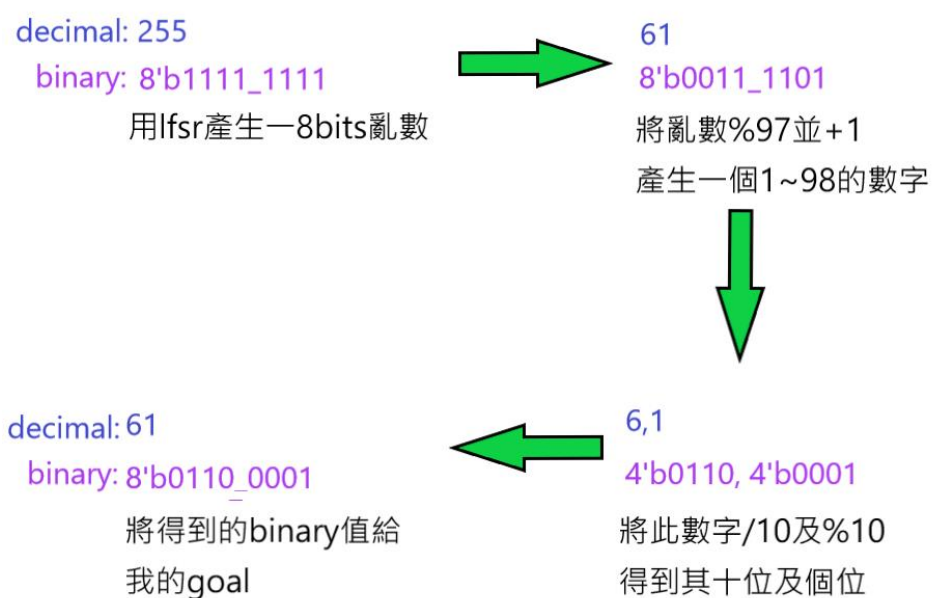 decimal: 255
binary: 8'b1111_1111
用lfsr產生一8bits亂數
61
8'b0011_1101
將亂數%97並+1
產生一個1~98的數字
6,1
4'b0110, 4'b0001
將此數字/10及%10
得到其十位及個位
decimal: 61
binary: 8'b0110_0001
將得到的binary值給
我的goal